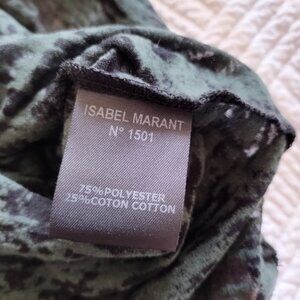 ISABEL MARANT
N° 1501
75%POLYESTER
25%COTON COTTON